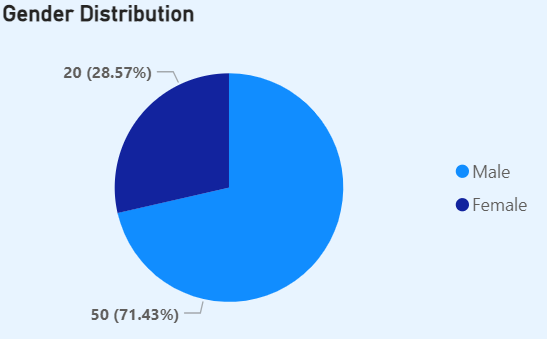 Gender Distribution
20 (28.57%)
Male
Female
50 (71.43%)